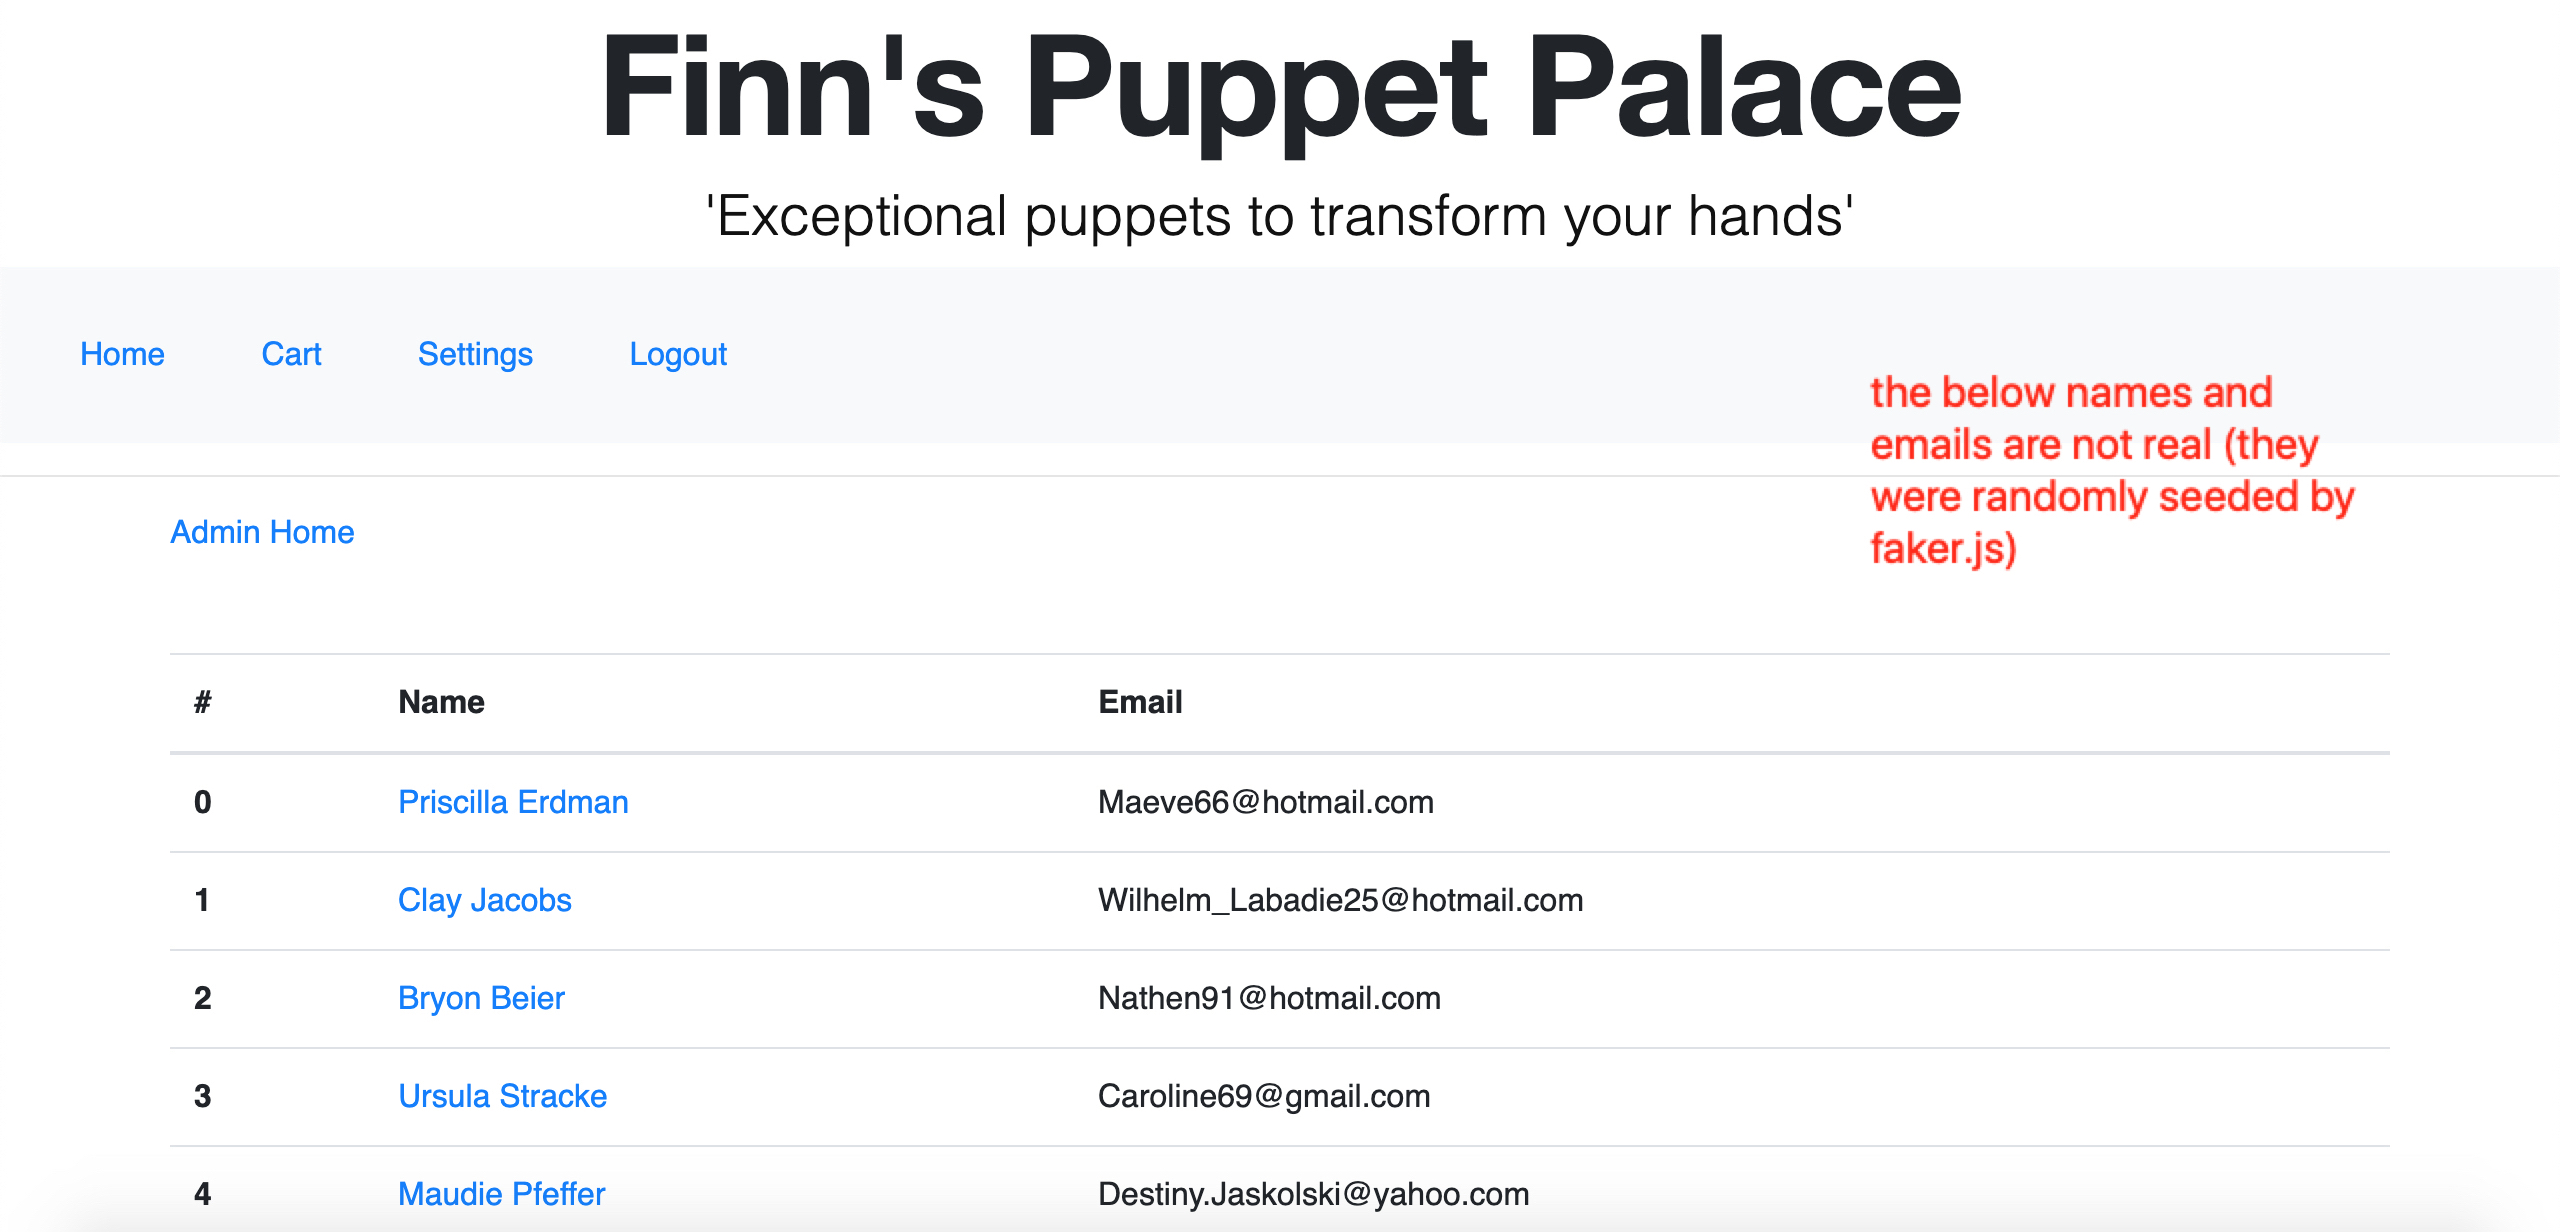 Finn's Puppet Palace
'Exceptional puppets to transform your hands'
Home Cart Settings Logout
the below names and
emails are not real (they
were randomly seeded by
faker.js)
Admin Home
# Name Email
0 Priscilla Erdman Maeve66@hotmail.com
1 Clay Jacobs Wilhelm_Labadie25@hotmail.com
2 Bryon Beier Nathen91@hotmail.com
3 Ursula Stracke Caroline69@gmail.com
4 Maudie Pfeffer Destiny.Jaskolski@yahoo.com